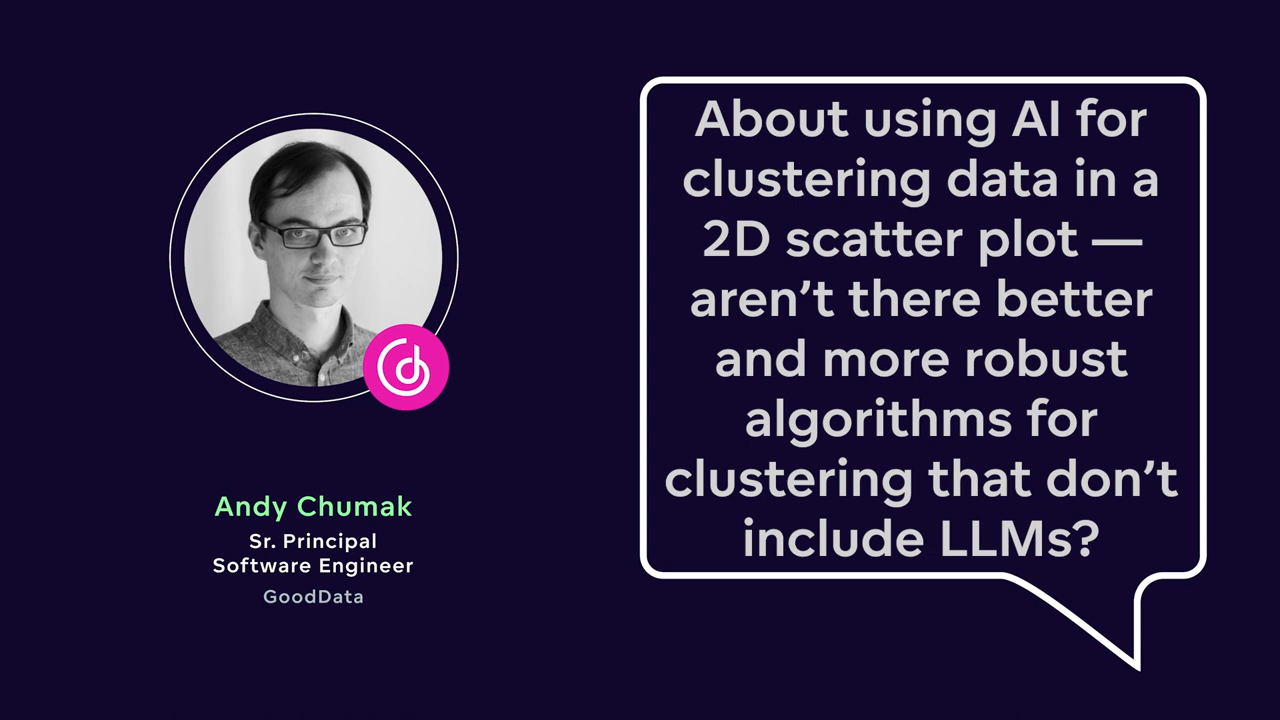 Andy Chumak
Sr. Principal
Software Engineer
GoodData
About using AI for
clustering data in a
2D scatter plot —
aren’t there better
and more robust
algorithms for
clustering that don’t
include LLMs?